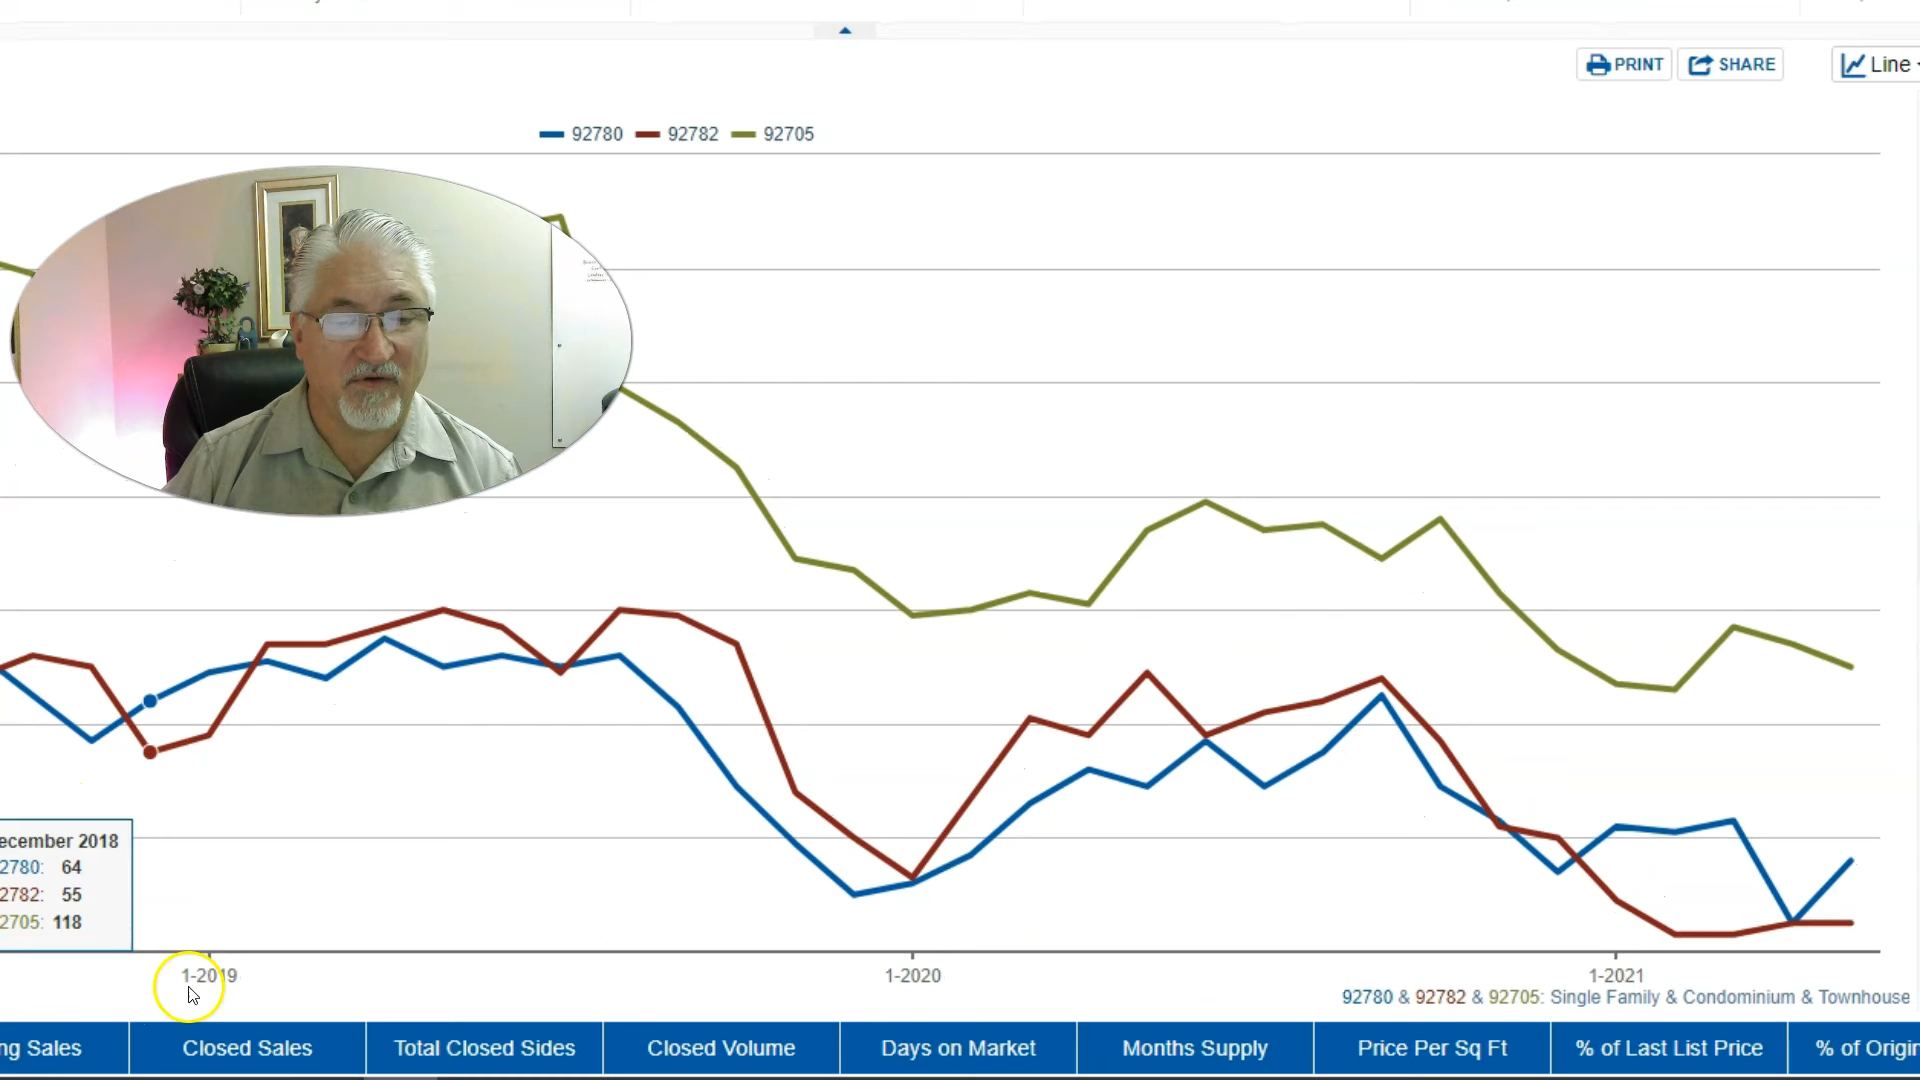 PRINT
SHARE
Line
92780 92782 92705
ecember 2018
2780: 64
2782: 55
2705: 118
1-2019
1-2020
1-2021
92780 & 92782 & 92705: Single Family & Condominium & Townhouse
ng Sales
Closed Sales
Total Closed Sides
Closed Volume
Days on Market
Months Supply
Price Per Sq Ft
% of Last List Price
% of Origin